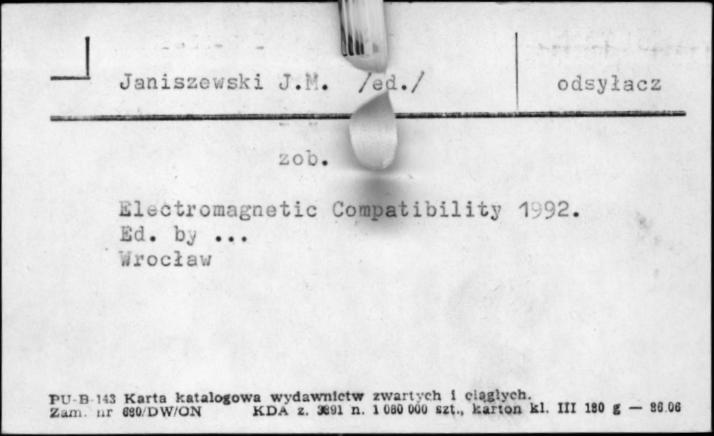 Janiszewski J.M. /ed./ odsyłacz
zob.
Electromagnetic Compatibility 1992.
Ed. by ...
Wrocław
PU-B-143 Karta katalogowa wydawnictw zwartych i ciągłych.
Zam. nr 680/DW/ON KDA z. 3891 n. 1 080 000 szt., karton kl. III 180 g — 86.06